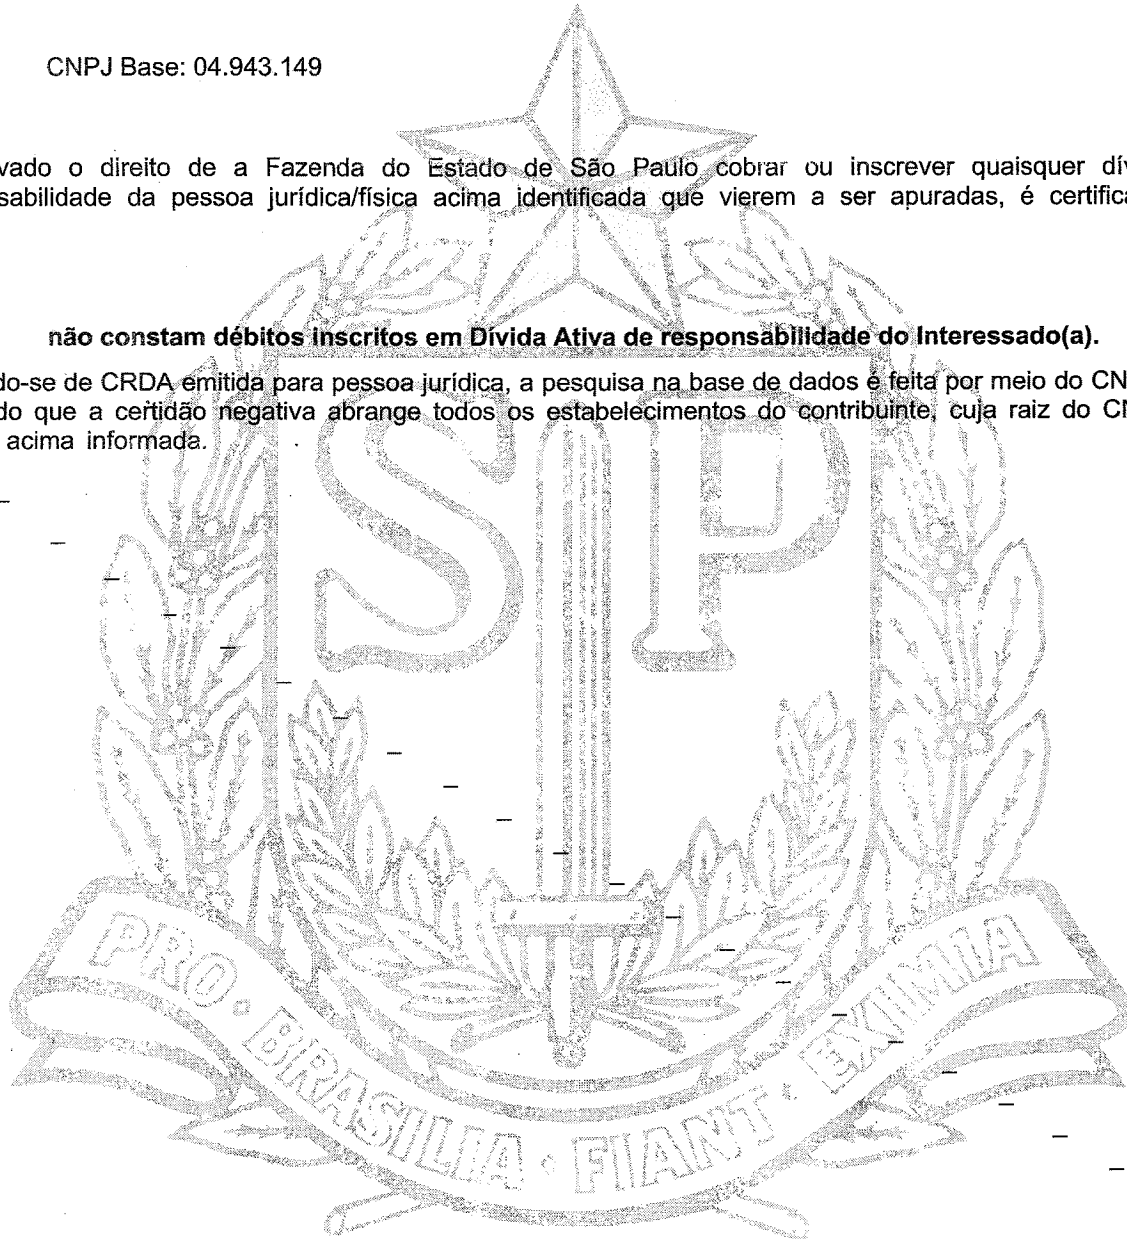 CNPJ Base: 04.943.149
vado o direito de a Fazenda do Estado de São Paulo cobrar ou inscrever quaisquer dív
sabilidade da pessoa jurídica/física acima identificada que vierem a ser apuradas, é certifica
não constam débitos inscritos em Dívida Ativa de responsabilidade do Interessado(a).
do-se de CRDA emitida para pessoa jurídica, a pesquisa na base de dados é feita por meio do CN
do que a certidão negativa abrange todos os estabelecimentos do contribuinte, cuja raiz do CN
acima informada.
SP
PRO · BRASILIA · FIANT · EXIMIA